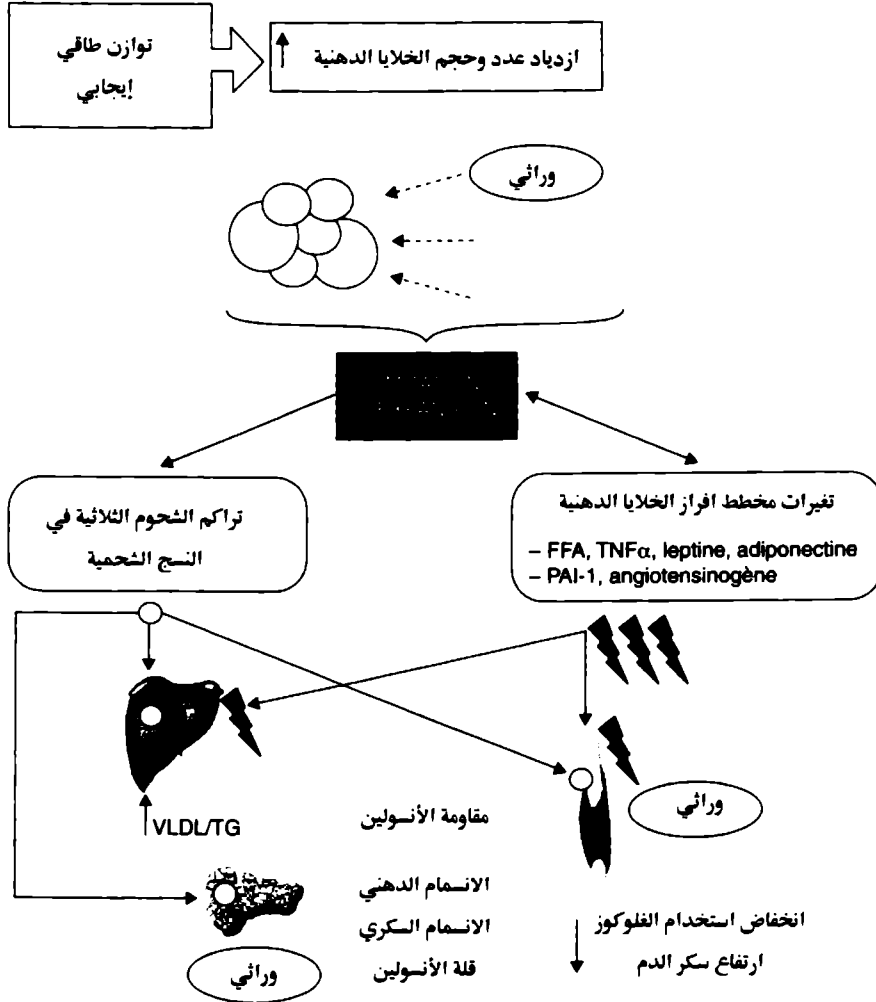 توازن طاقي
إيجابي
ازدياد عدد وحجم الخلايا الدهنية
وراثي
تراكم الشحوم الثلاثية في
النسج الشحمية
تغيرات مخطط افراز الخلايا الدهنية
– FFA, TNFα, leptine, adiponectine
– PAI-1, angiotensinogène
VLDL/TG
مقاومة الأنسولين
وراثي
الانسمام الدهني
الانسمام السكري
قلة الأنسولين
وراثي
انخفاض استخدام الغلوكوز
ارتفاع سكر الدم